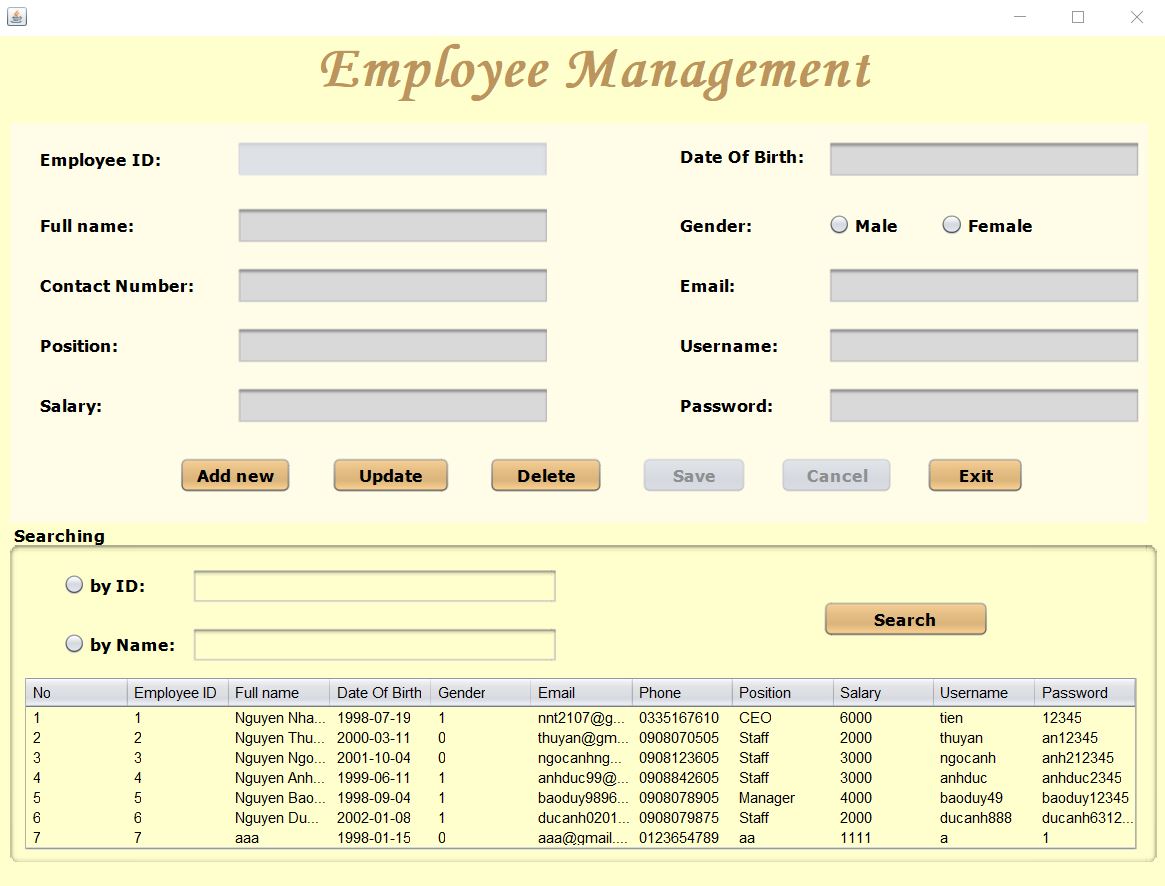 Employee Management
Employee ID: Date Of Birth:
Full name: Gender: Male Female
Contact Number: Email:
Position: Username:
Salary: Password:
Add new Update Delete Save Cancel Exit
Searching
by ID:
Search
by Name:
No Employee ID Full name Date Of Birth Gender Email Phone Position Salary Username Password
1 1 Nguyen Nha... 1998-07-19 1 nnt2107@g... 0335167610 CEO 6000 tien 12345
2 2 Nguyen Thu... 2000-03-11 0 thuyan@gm... 0908070505 Staff 2000 thuyan an12345
3 3 Nguyen Ngo... 2001-10-04 0 ngocanhng... 0908123605 Staff 3000 ngocanh anh212345
4 4 Nguyen Anh... 1999-06-11 1 anhduc99@... 0908842605 Staff 3000 anhduc anhduc2345
5 5 Nguyen Bao... 1998-09-04 1 baoduy9896... 0908078905 Manager 4000 baoduy49 baoduy12345
6 6 Nguyen Du... 2002-01-08 1 ducanh0201... 0908079875 Staff 2000 ducanh888 ducanh6312...
7 7 aaa 1998-01-15 0 aaa@gmail.... 0123654789 aa 1111 a 1